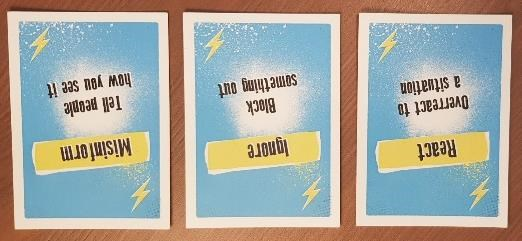 Misinform
Tell people
how you see it
Ignore
Block
something out
React
Overreact to
a situation